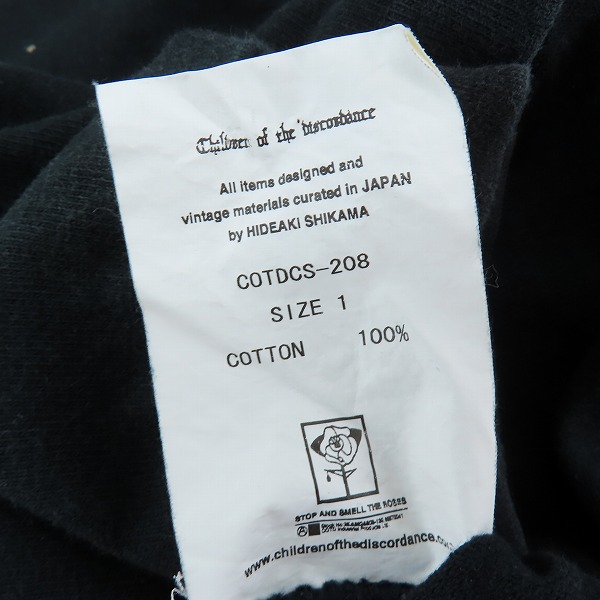 Children of the discordance
All items designed and
vintage materials curated in JAPAN
by HIDEAKI SHIKAMA
COTDCS-208
SIZE 1
COTTON 100%
STOP AND SMELL THE ROSES
www.childrenofthediscordance.co